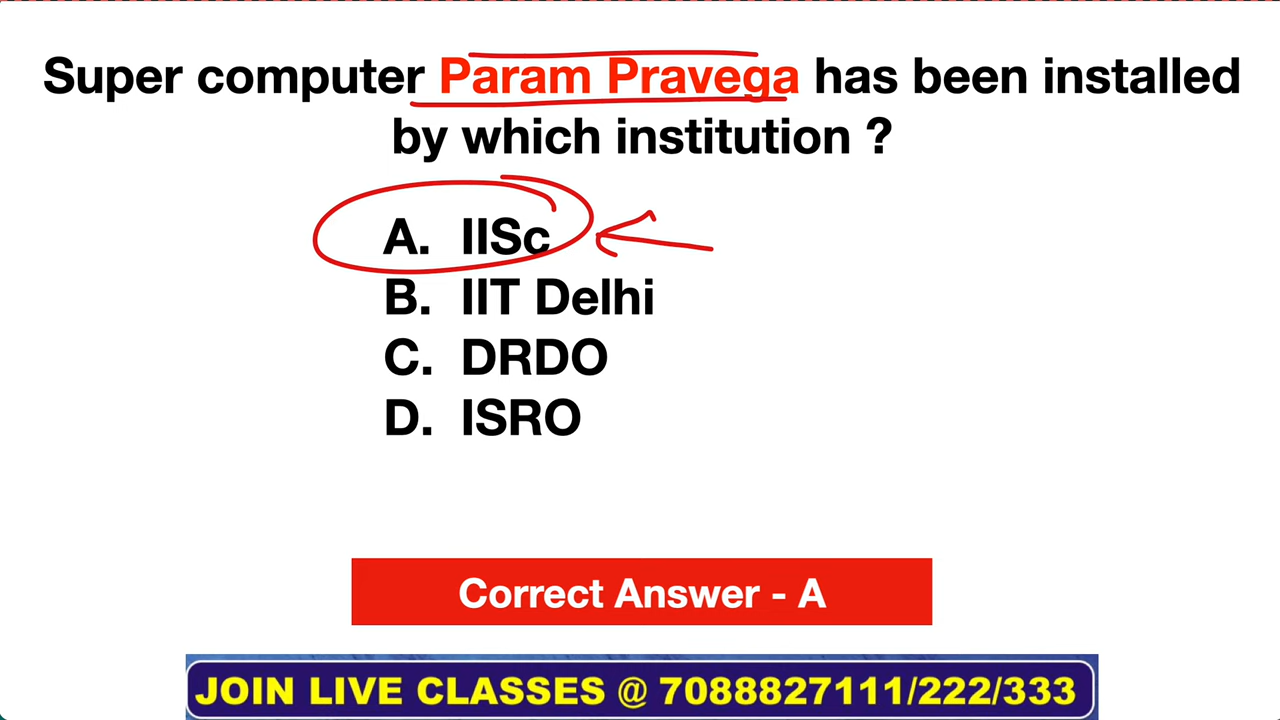 Super computer Param Pravega has been installed
by which institution ?
A. IISc
B. IIT Delhi
C. DRDO
D. ISRO
Correct Answer - A
JOIN LIVE CLASSES @ 7088827111/222/333